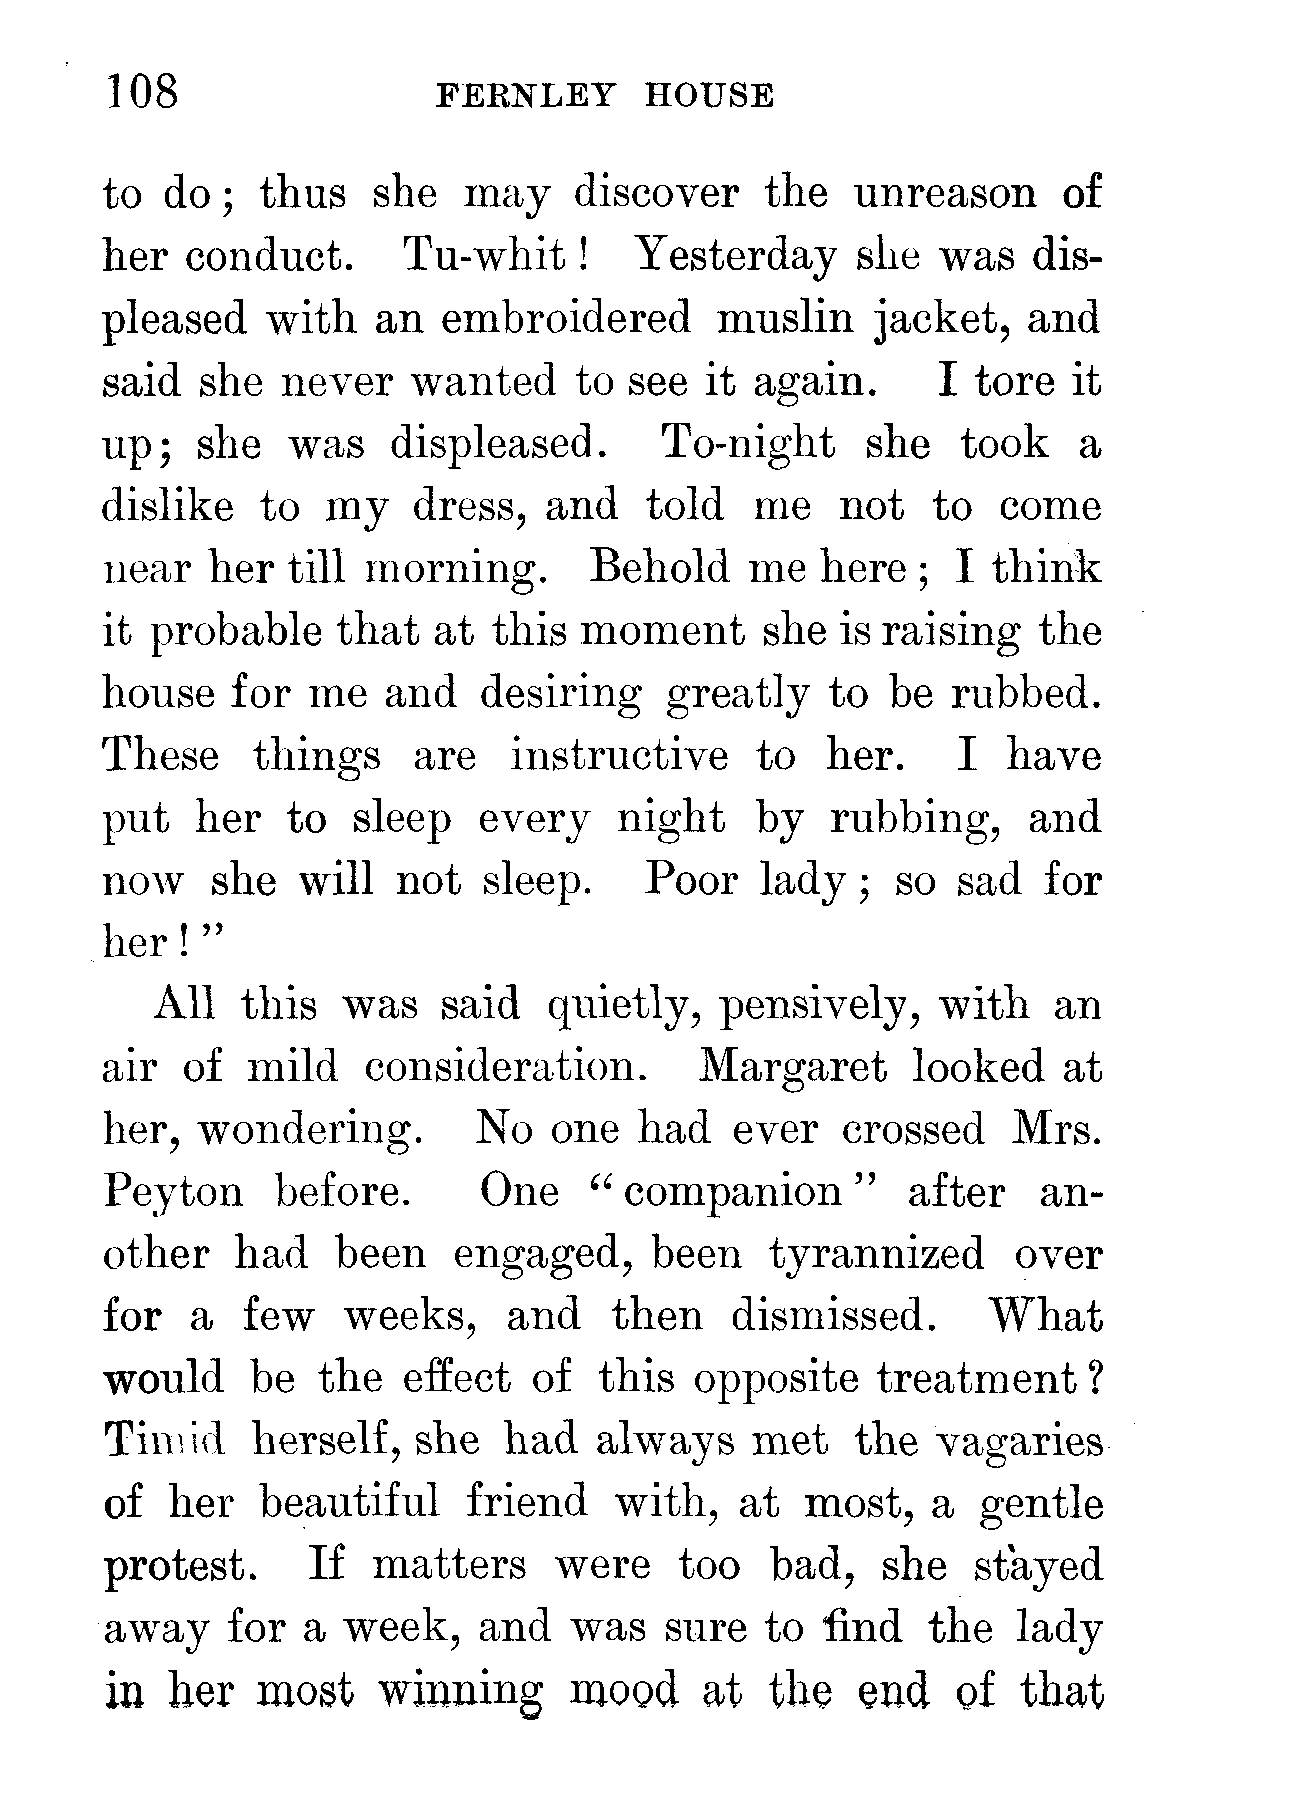 108 FERNLEY HOUSE
to do; thus she may discover the unreason of
her conduct. Tu-whit! Yesterday she was dis-
pleased with an embroidered muslin jacket, and
said she never wanted to see it again. I tore it
up; she was displeased. To-night she took a
dislike to my dress, and told me not to come
near her till morning. Behold me here; I think
it probable that at this moment she is raising the
house for me and desiring greatly to be rubbed.
These things are instructive to her. I have
put her to sleep every night by rubbing, and
now she will not sleep. Poor lady; so sad for
her!"
All this was said quietly, pensively, with an
air of mild consideration. Margaret looked at
her, wondering. No one had ever crossed Mrs.
Peyton before. One "companion" after an-
other had been engaged, been tyrannized over
for a few weeks, and then dismissed. What
would be the effect of this opposite treatment?
Timid herself, she had always met the vagaries
of her beautiful friend with, at most, a gentle
protest. If matters were too bad, she stayed
away for a week, and was sure to find the lady
in her most winning mood at the end of that